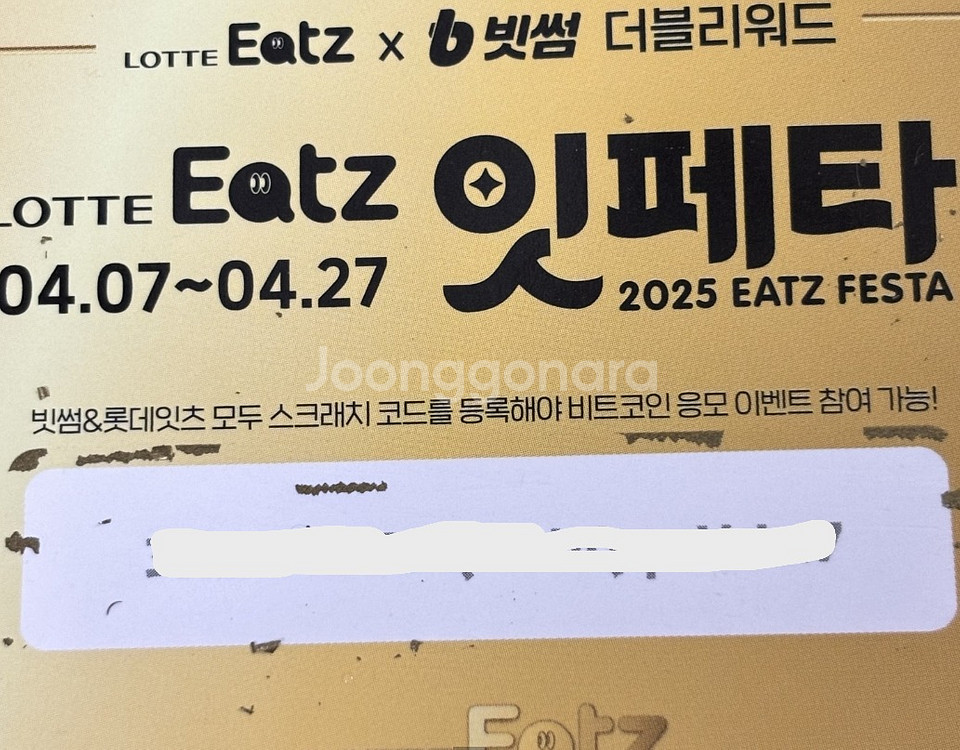 LOTTE Eatz x b 빗썸 더블리워드
LOTTE Eatz 잇페타
04.07~04.27
2025 EATZ FESTA
Joonggonara
빗썸&롯데잇츠 모두 스크래치 코드를 등록해야 비트코인 응모 이벤트 참여 가능!
Eatz